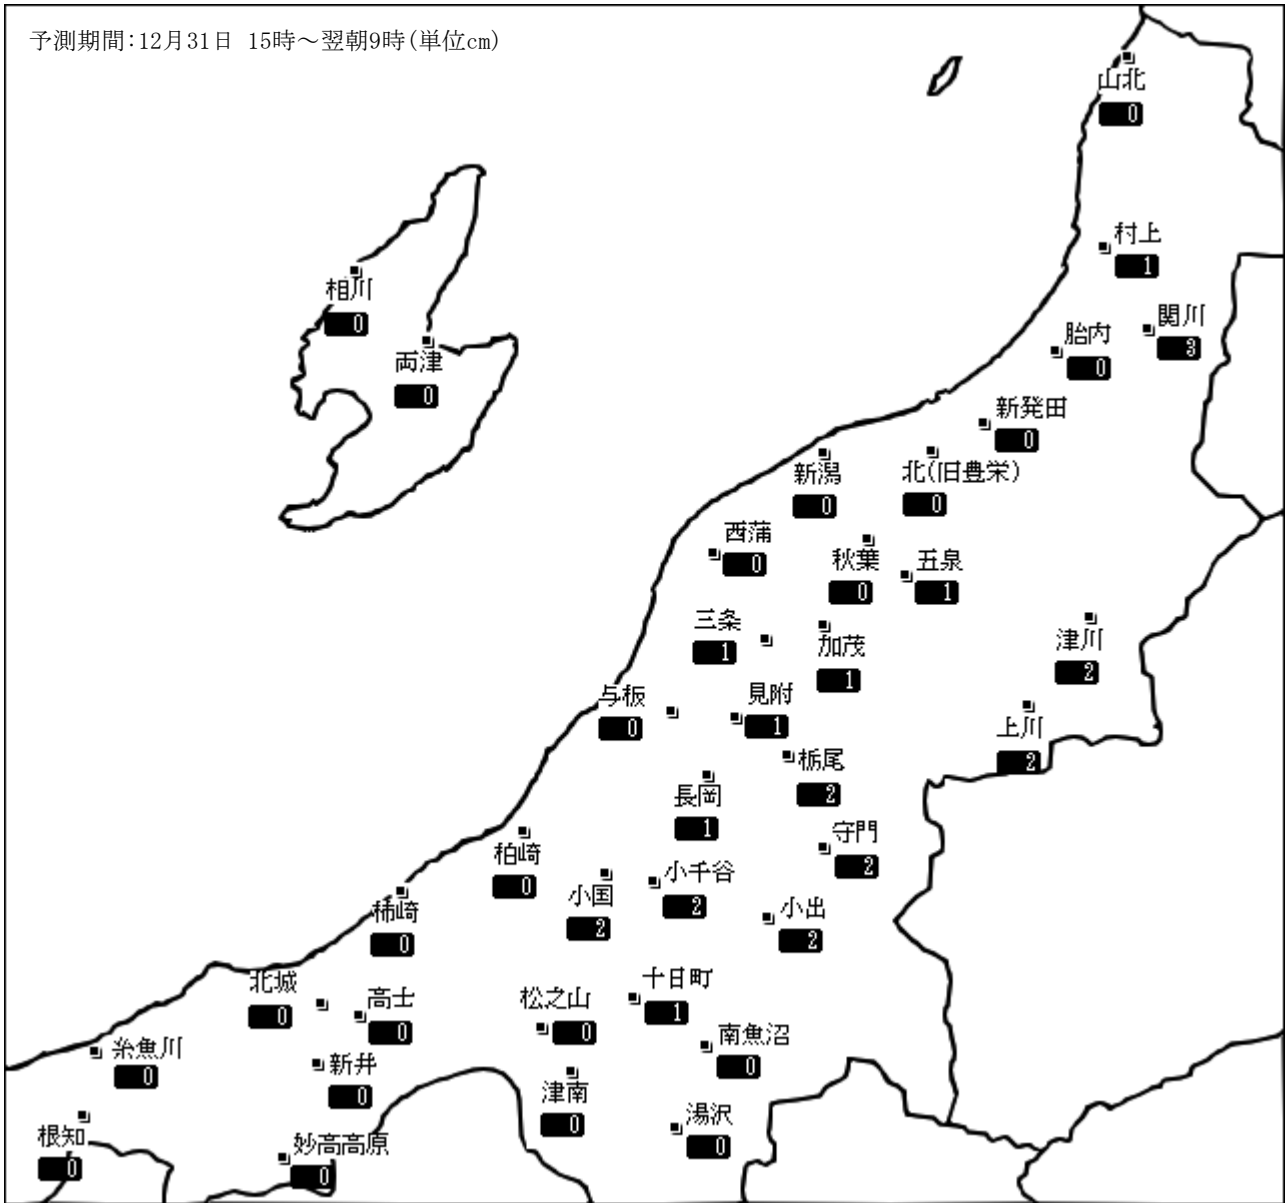 予測期間:12月31日 15時～翌朝9時(単位cm)
山北
0
村上
1
相川
0
関川
3
胎内
0
両津
0
新発田
0
新潟
0
北(旧豊栄)
0
西蒲
0
秋葉
0
五泉
1
三条
1
加茂
1
津川
2
与板
0
見附
1
上川
2
栃尾
2
長岡
1
守門
2
柏崎
0
小千谷
2
小国
2
小出
2
柿崎
0
北城
0
高士
0
松之山
0
十日町
1
南魚沼
0
糸魚川
0
新井
0
津南
0
湯沢
0
根知
0
妙高高原
0